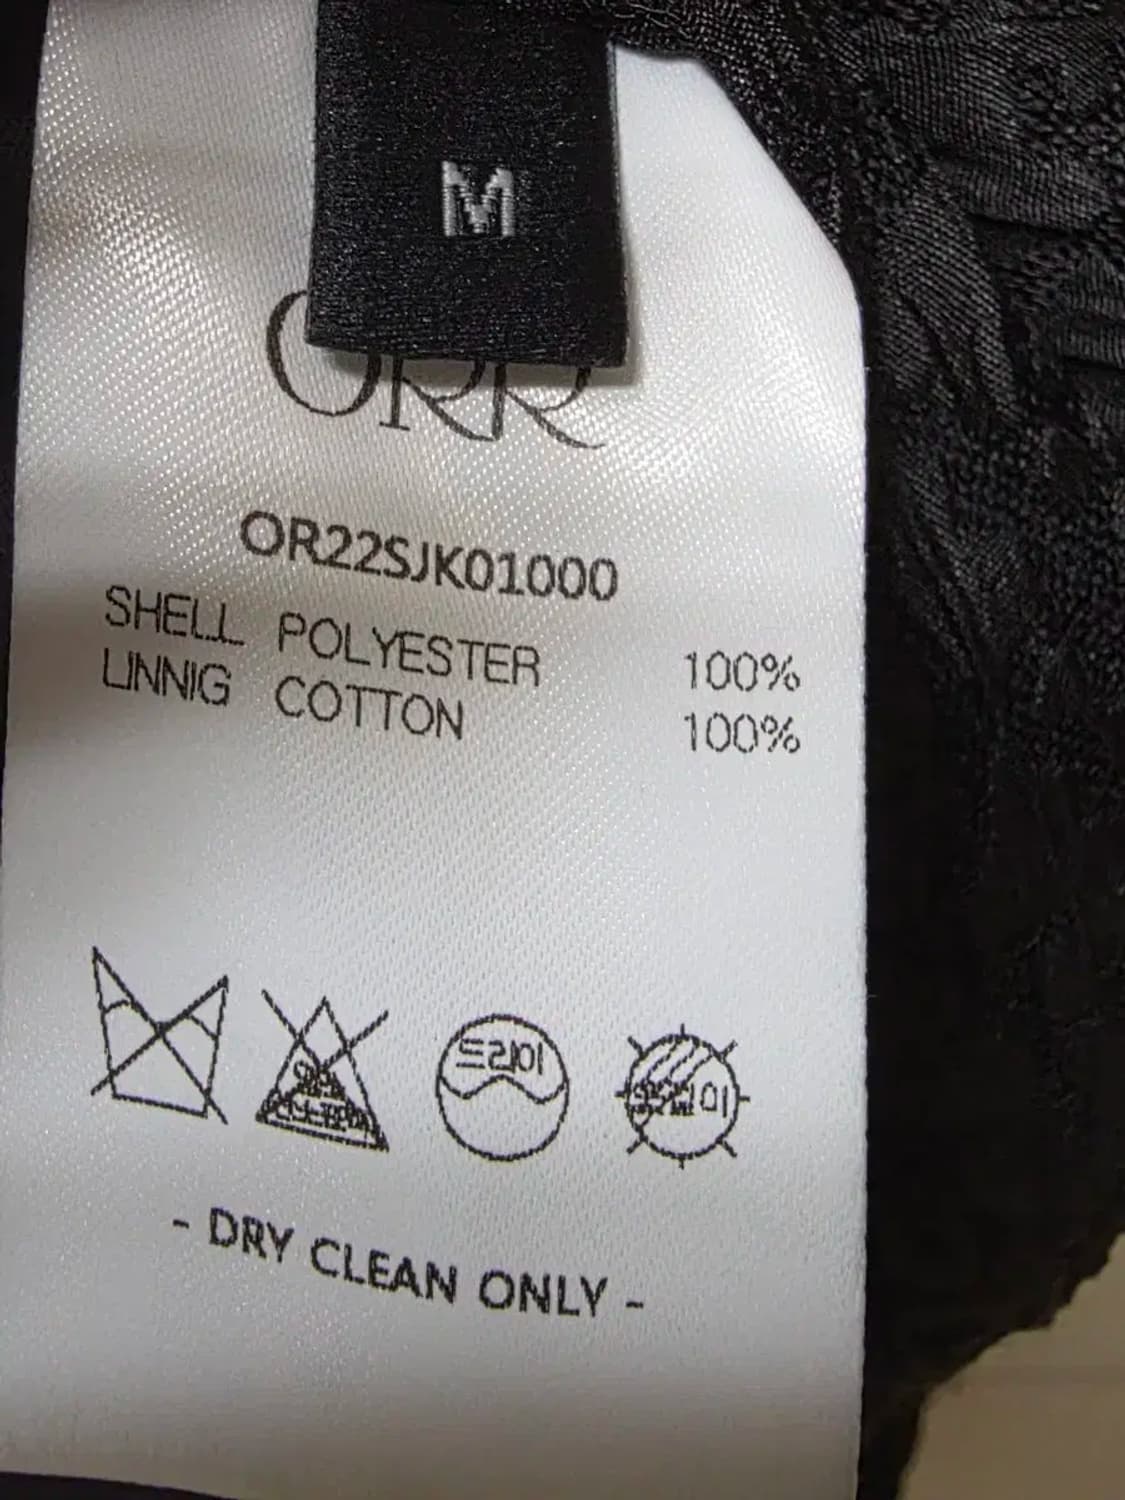 M
ORR
OR22SJK01000
SHELL POLYESTER 100%
LINNIG COTTON 100%
드라이
- DRY CLEAN ONLY -